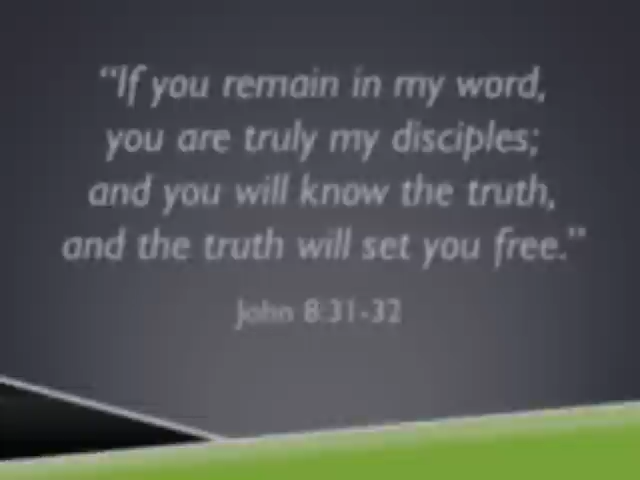 “If you remain in my word,
you are truly my disciples;
and you will know the truth,
and the truth will set you free.”
John 8:31-32